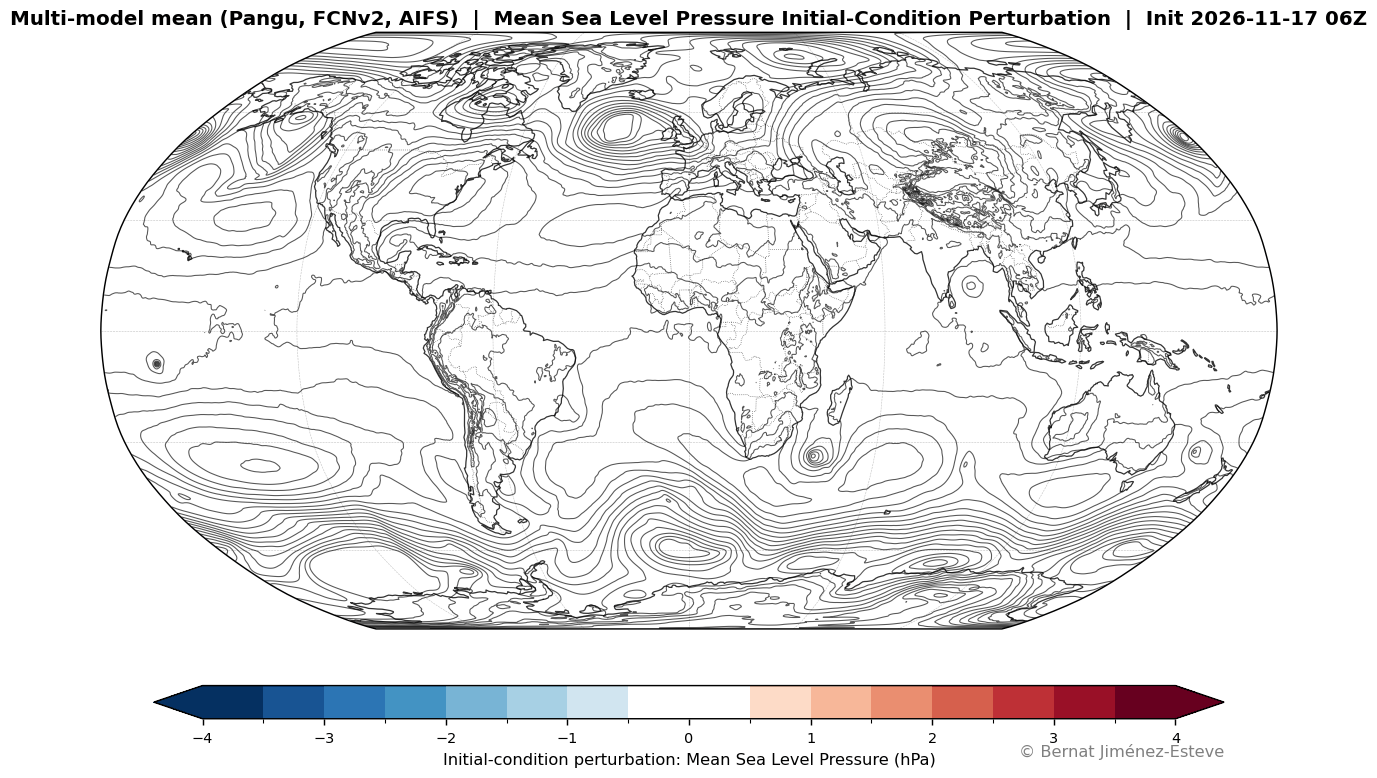 Multi-model mean (Pangu, FCNv2, AIFS) | Mean Sea Level Pressure Initial-Condition Perturbation | Init 2026-11-17 06Z
−4 −3 −2 −1 0 1 2 3 4
Initial-condition perturbation: Mean Sea Level Pressure (hPa)
© Bernat Jiménez-Esteve